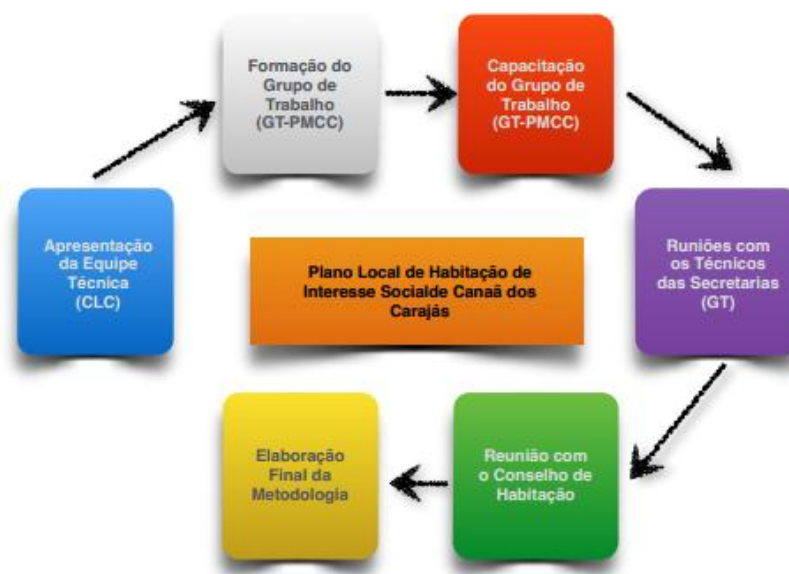 Formação do
Grupo de
Trabalho
(GT-PMCC)
Capacitação
do Grupo de
Trabalho
(GT-PMCC)
Apresentação
da Equipe
Técnica
(CLC)
Plano Local de Habitação de
Interesse Socialde Canaã dos
Carajás
Runiões com
os Técnicos
das Secretarias
(GT)
Elaboração
Final da
Metodologia
Reunião com
o Conselho de
Habitação